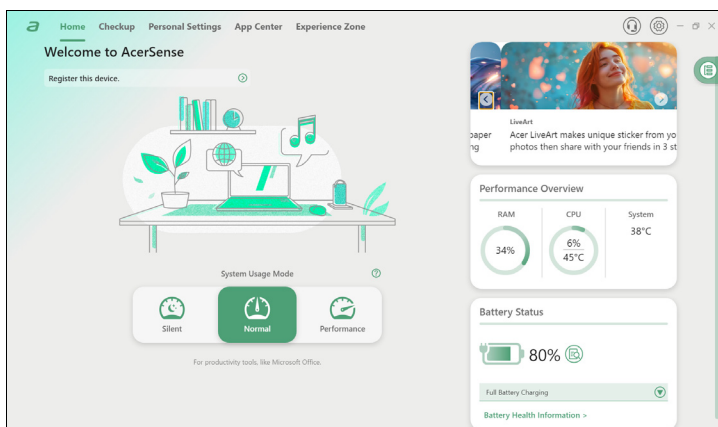 Home Checkup Personal Settings App Center Experience Zone
Welcome to AcerSense
Register this device.
LiveArt
paper
ng
Acer LiveArt makes unique sticker from yo
photos then share with your friends in 3 st
Performance Overview
RAM CPU System
34%
6%
45°C
38°C
System Usage Mode
Silent Normal Performance
For productivity tools, like Microsoft Office.
Battery Status
80%
Full Battery Charging
Battery Health Information >